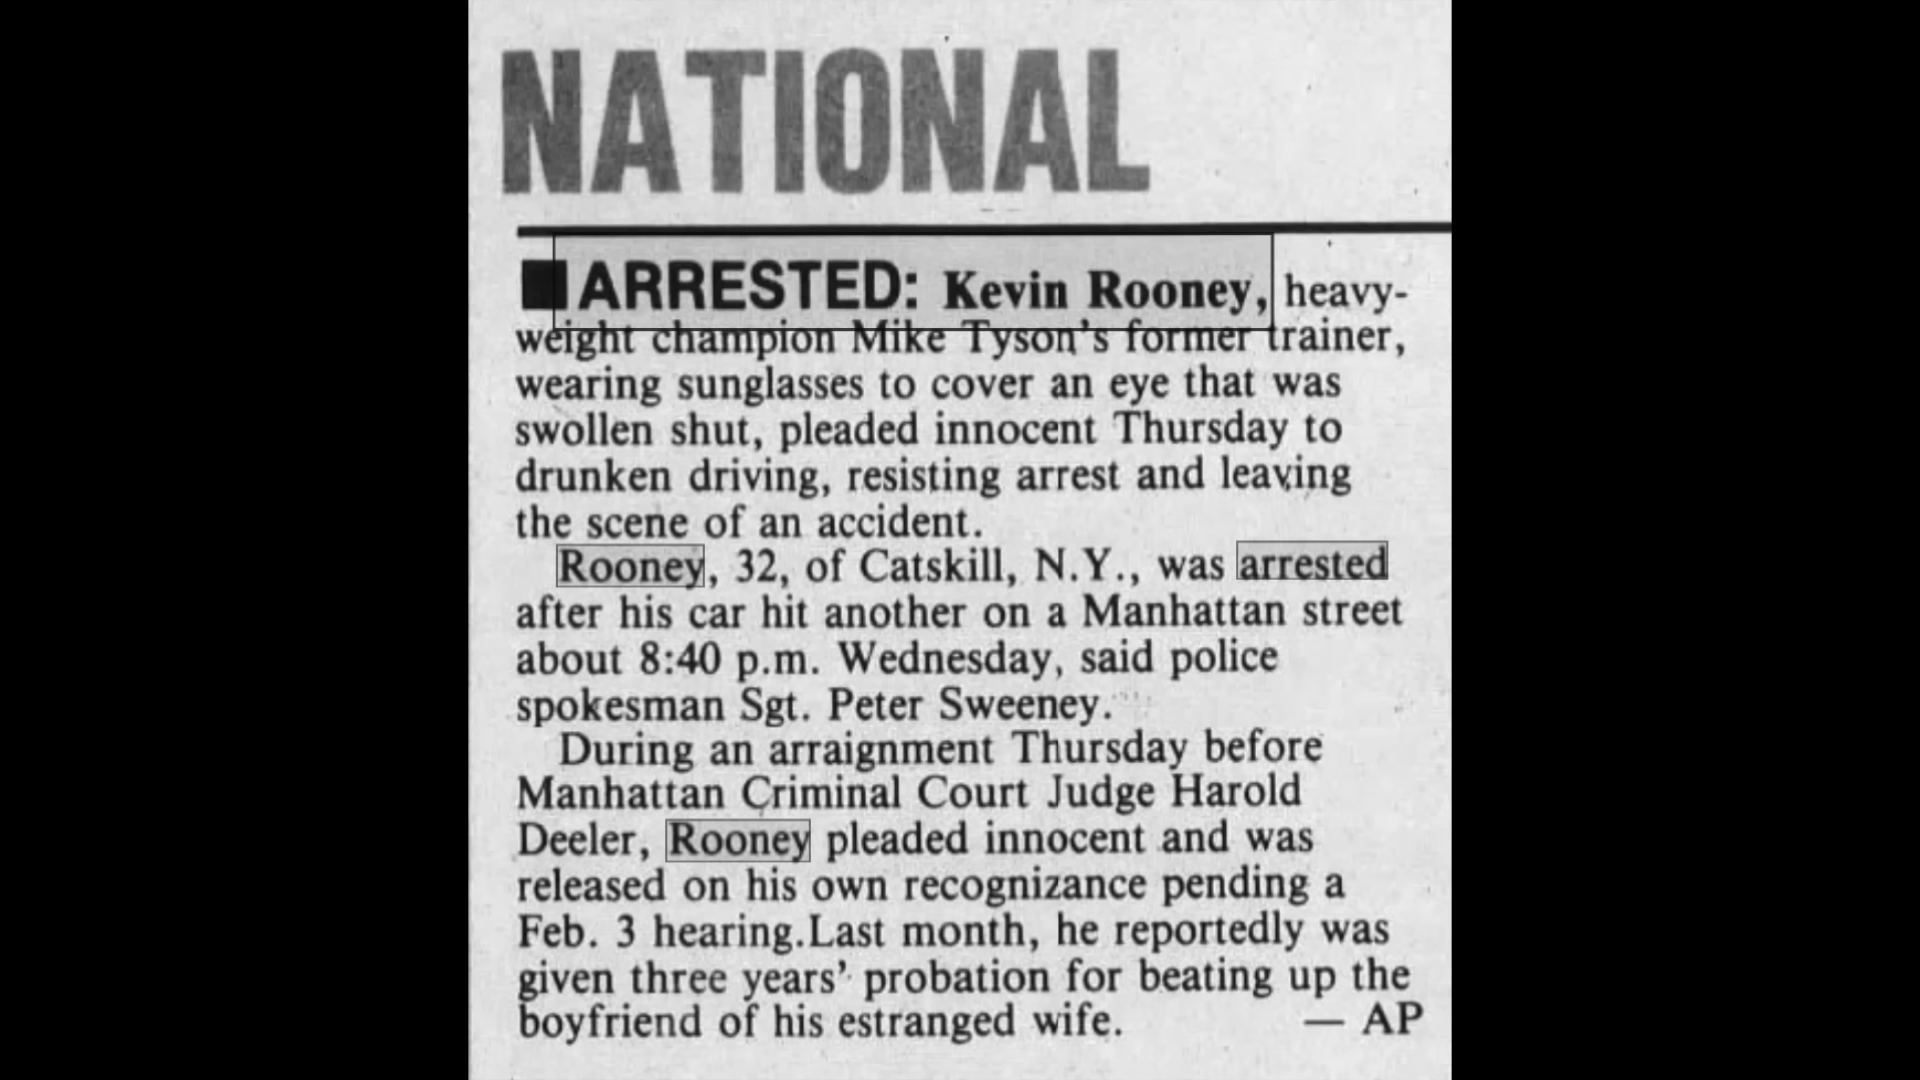 NATIONAL
■ ARRESTED: Kevin Rooney, heavy-
weight champion Mike Tyson's former trainer,
wearing sunglasses to cover an eye that was
swollen shut, pleaded innocent Thursday to
drunken driving, resisting arrest and leaving
the scene of an accident.
Rooney, 32, of Catskill, N.Y., was arrested
after his car hit another on a Manhattan street
about 8:40 p.m. Wednesday, said police
spokesman Sgt. Peter Sweeney.
During an arraignment Thursday before
Manhattan Criminal Court Judge Harold
Deeler, Rooney pleaded innocent and was
released on his own recognizance pending a
Feb. 3 hearing.Last month, he reportedly was
given three years' probation for beating up the
boyfriend of his estranged wife. — AP